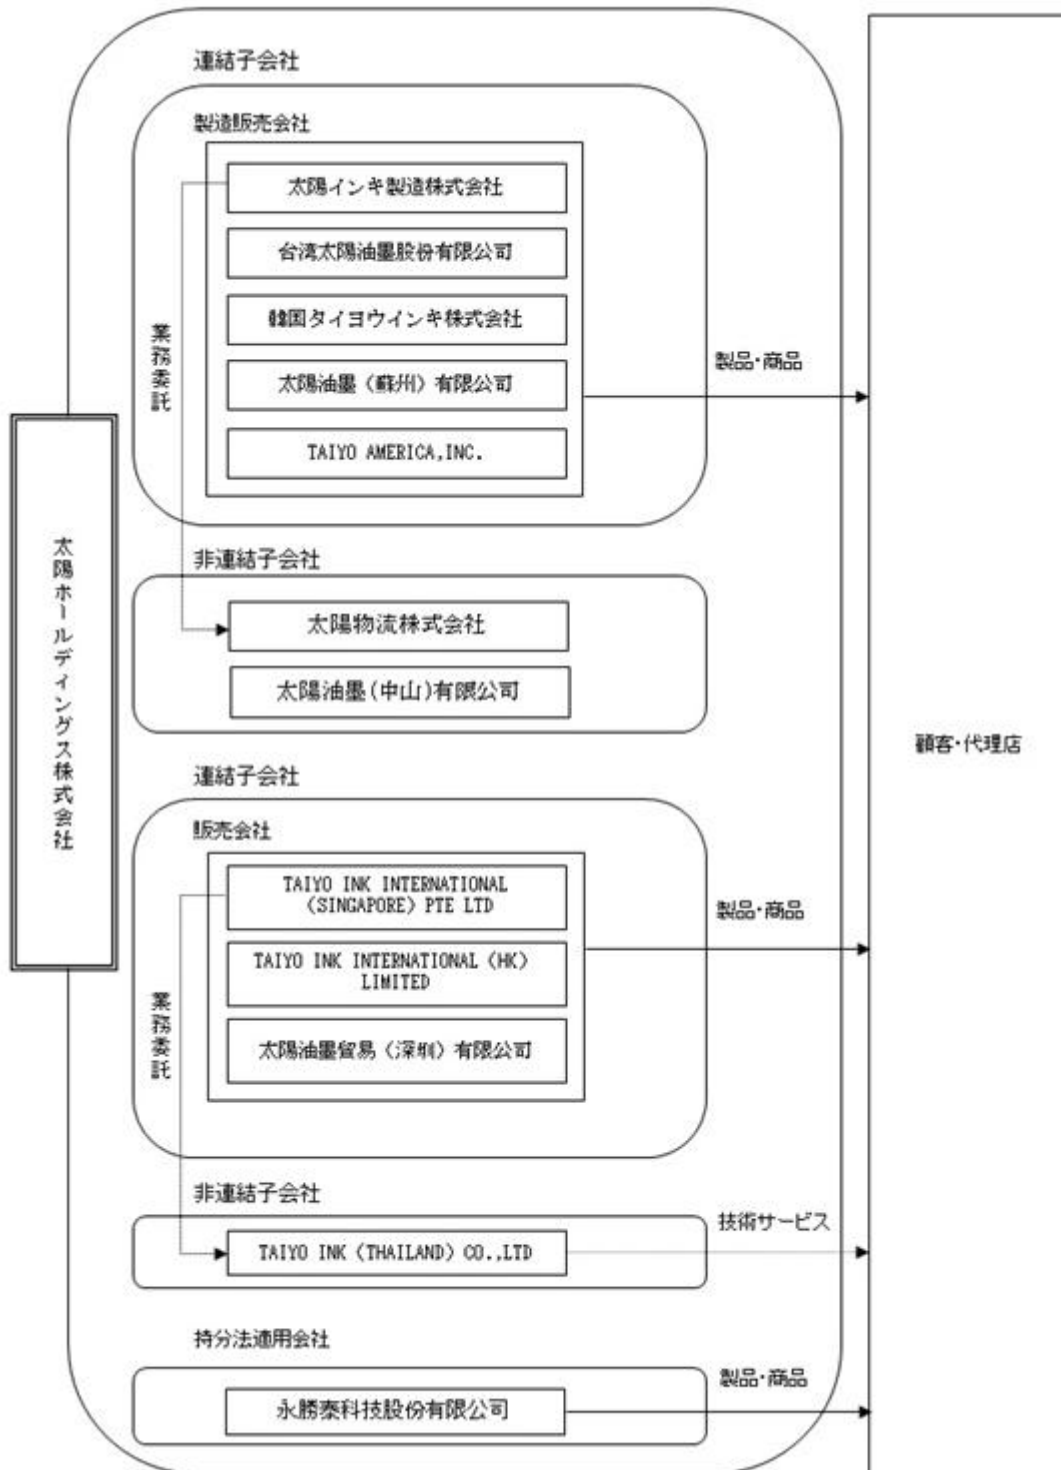 連結子会社
製造販売会社
太陽インキ製造株式会社
台湾太陽油墨股份有限公司
韓国タイヨウインキ株式会社
太陽油墨（蘇州）有限公司
TAIYO AMERICA,INC.
業務委託
製品・商品
非連結子会社
太陽物流株式会社
太陽油墨(中山)有限公司
太陽ホールディングス株式会社
顧客・代理店
連結子会社
販売会社
TAIYO INK INTERNATIONAL
（SINGAPORE）PTE LTD
TAIYO INK INTERNATIONAL（HK）
LIMITED
太陽油墨貿易（深圳）有限公司
業務委託
製品・商品
非連結子会社
TAIYO INK（THAILAND）CO.,LTD
技術サービス
持分法適用会社
永勝泰科技股份有限公司
製品・商品